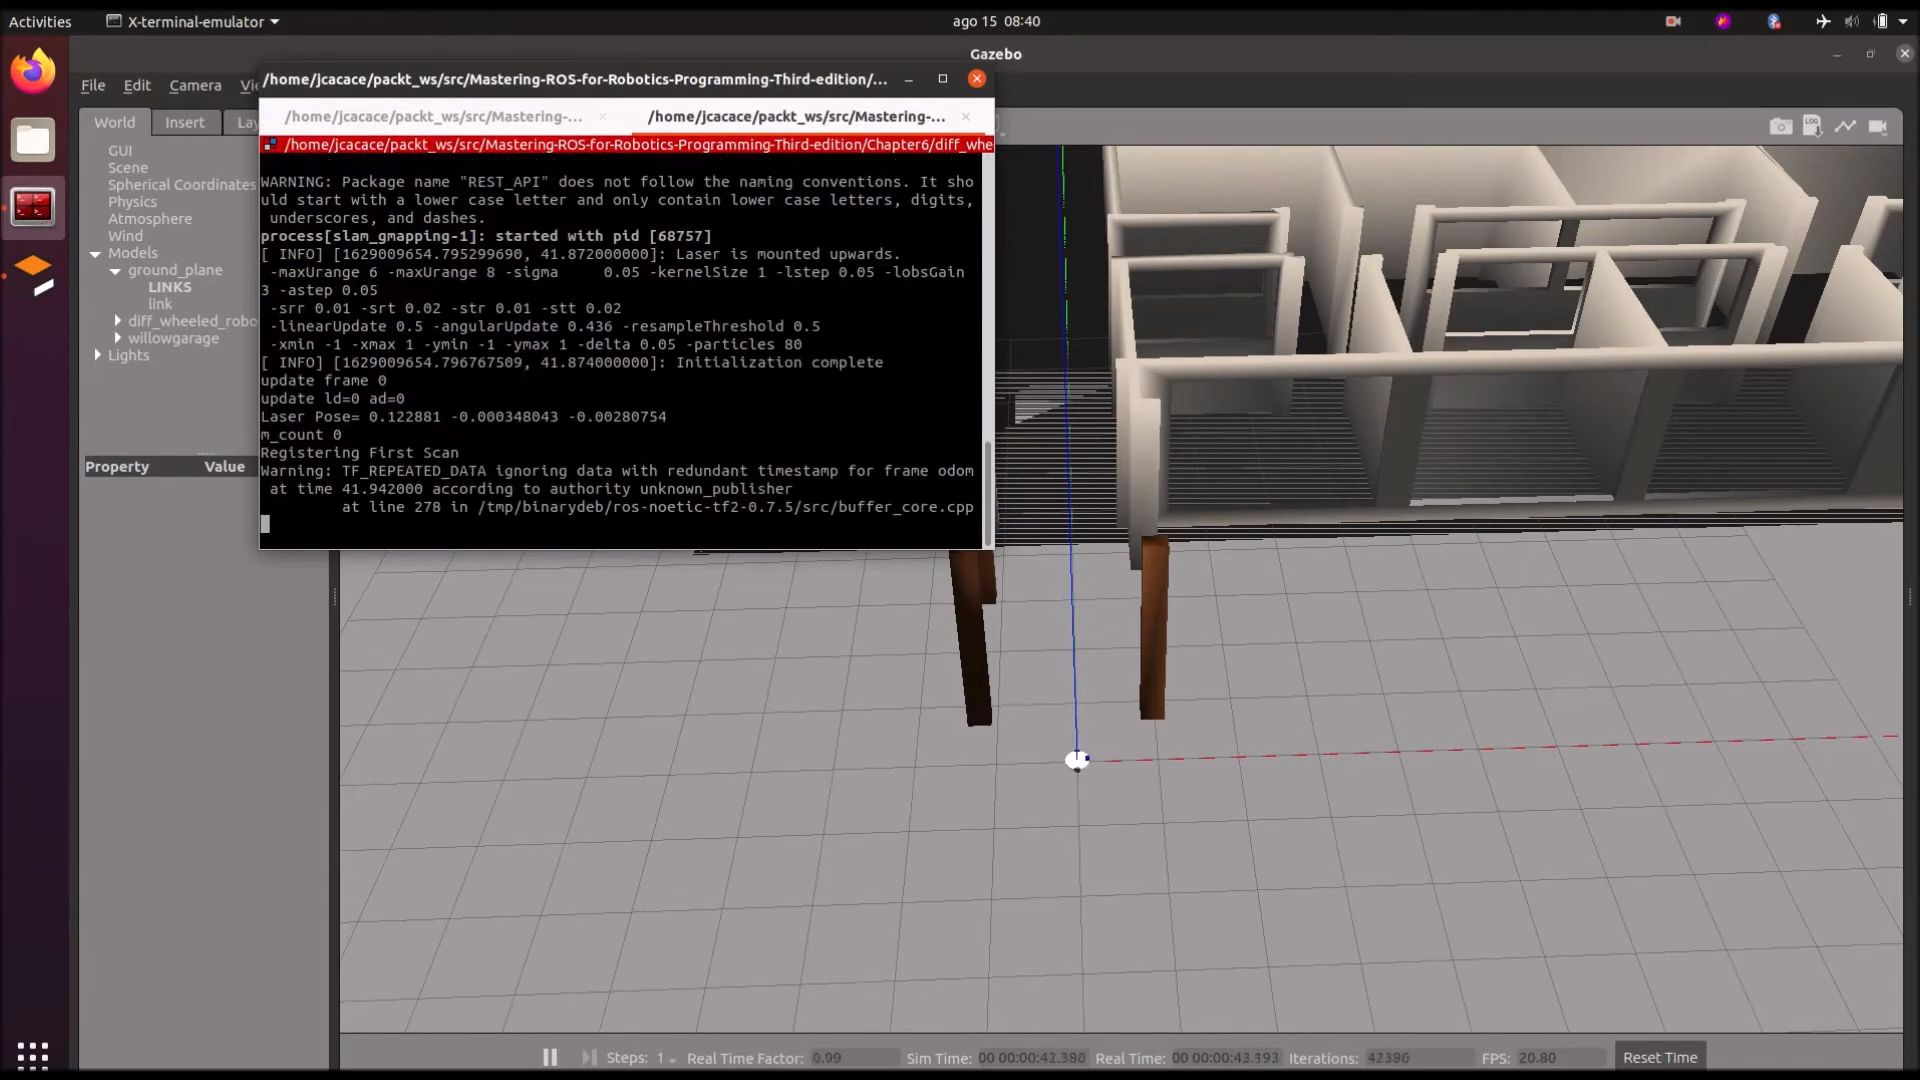 Activities
X-terminal-emulator
ago 15 08:40
Gazebo
File Edit Camera
/home/jcacace/packt_ws/src/Mastering-ROS-for-Robotics-Programming-Third-edition/...
/home/jcacace/packt_ws/src/Mastering-...
/home/jcacace/packt_ws/src/Mastering-...
World Insert
/home/jcacace/packt_ws/src/Mastering-ROS-for-Robotics-Programming-Third-edition/Chapter6/diff_whe
GUI
Scene
Spherical Coordinates
Physics
Atmosphere
Wind
Models
ground_plane
LINKS
link
diff_wheeled_robo
willowgarage
Lights
Property Value
WARNING: Package name "REST_API" does not follow the naming conventions. It sho
uld start with a lower case letter and only contain lower case letters, digits,
underscores, and dashes.
process[slam_gmapping-1]: started with pid [68757]
[ INFO] [1629009654.795299690, 41.872000000]: Laser is mounted upwards.
-maxUrange 6 -maxUrange 8 -sigma     0.05 -kernelSize 1 -lstep 0.05 -lobsGain
3 -astep 0.05
-srr 0.01 -srt 0.02 -str 0.01 -stt 0.02
-linearUpdate 0.5 -angularUpdate 0.436 -resampleThreshold 0.5
-xmin -1 -xmax 1 -ymin -1 -ymax 1 -delta 0.05 -particles 80
[ INFO] [1629009654.796767509, 41.874000000]: Initialization complete
update frame 0
update ld=0 ad=0
Laser Pose= 0.122881 -0.000348043 -0.00280754
m_count 0
Registering First Scan
Warning: TF_REPEATED_DATA ignoring data with redundant timestamp for frame odom
at time 41.942000 according to authority unknown_publisher
at line 278 in /tmp/binarydeb/ros-noetic-tf2-0.7.5/src/buffer_core.cpp
LOG
Steps: 1 Real Time Factor: 0.99 Sim Time: 00 00:00:42.396 Real Time: 00 00:00:43.193 Iterations: 42396 FPS: 20.80 Reset Time